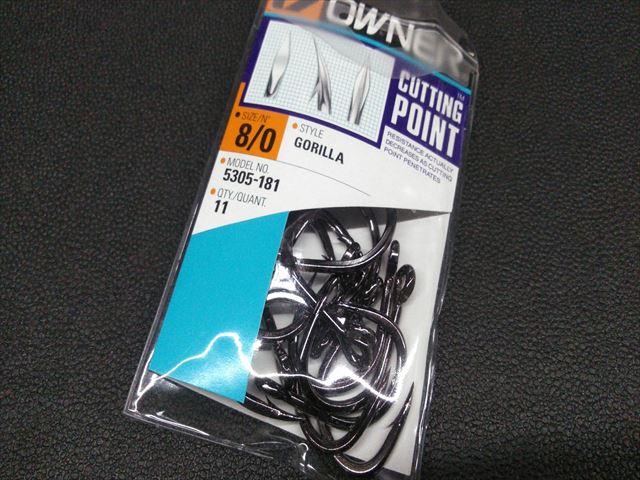 OWNER
CUTTING
POINT
TM
RESISTANCE ACTUALLY
DECREASES AS CUTTING
POINT PENETRATES
SIZE/N°
8/0
STYLE
GORILLA
MODEL NO.
5305-181
QTY./QUANT.
11